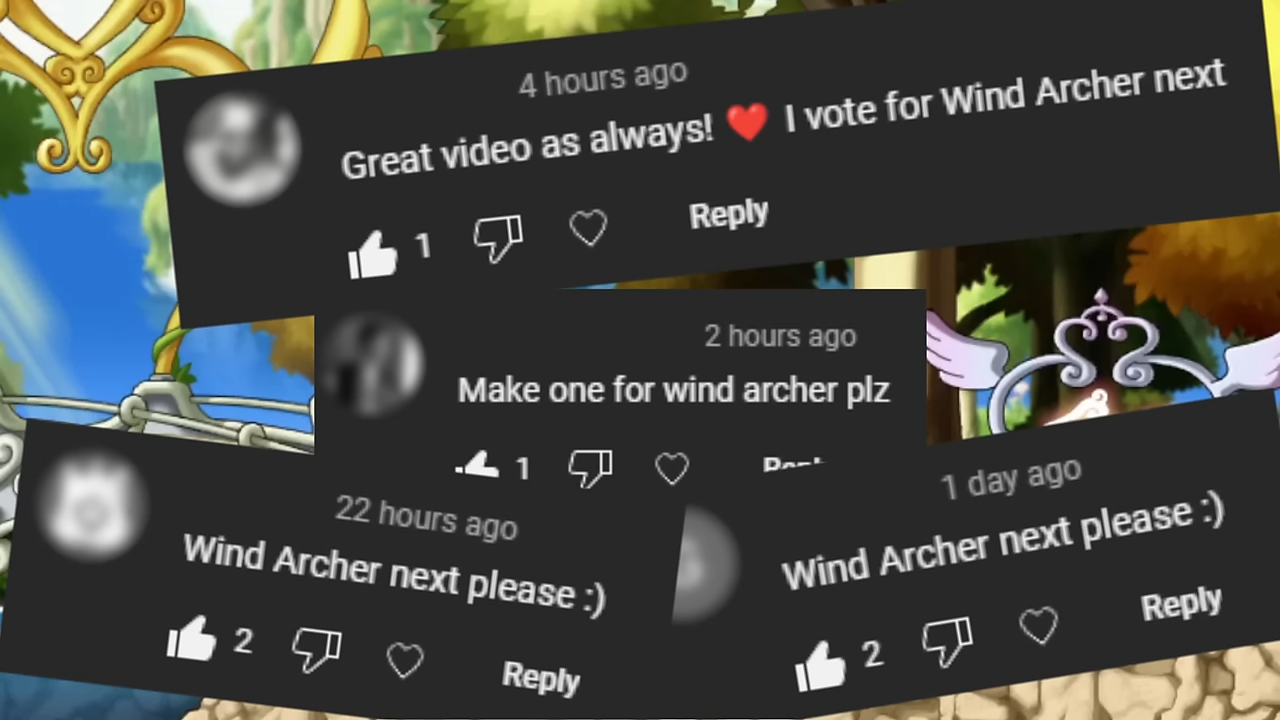 4 hours ago
Great video as always! ❤️ I vote for Wind Archer next
1
Reply
2 hours ago
Make one for wind archer plz
1
Reply
22 hours ago
Wind Archer next please :)
2
Reply
1 day ago
Wind Archer next please :)
2
Reply